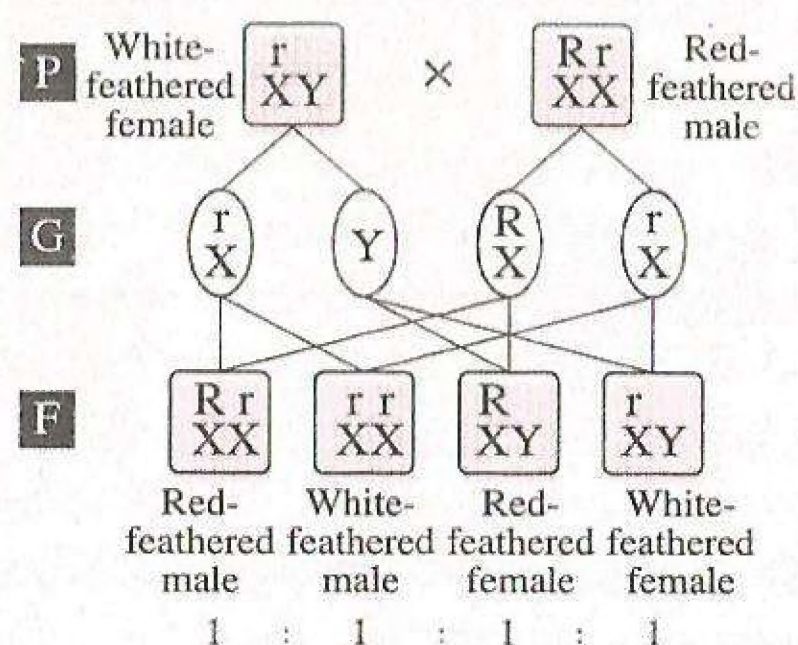 P
White-
feathered
female
r
XY
×
R r
XX
Red-
feathered
male
G
r
X
Y
R
X
r
X
F
R r
XX
r r
XX
R
XY
r
XY
Red-
feathered
male
White-
feathered
male
Red-
feathered
female
White-
feathered
female
1 : 1 : 1 : 1